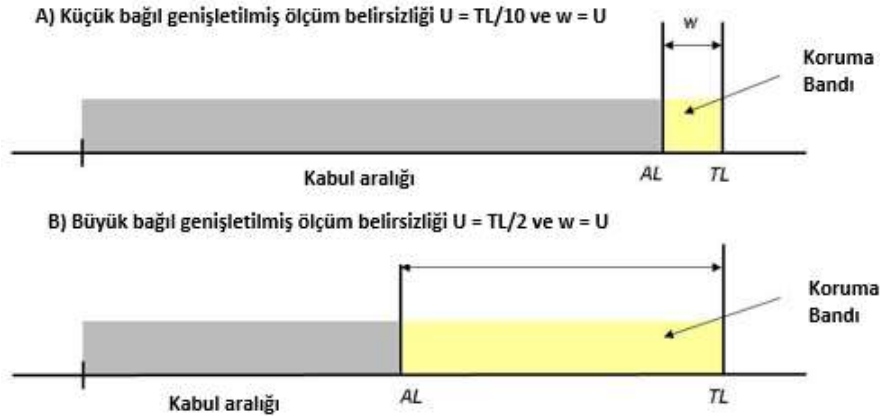 A) Küçük bağıl genişletilmiş ölçüm belirsizliği U = TL/10 ve w = U
w
Koruma
Bandı
Kabul aralığı
AL
TL
B) Büyük bağıl genişletilmiş ölçüm belirsizliği U = TL/2 ve w = U
Koruma
Bandı
Kabul aralığı
AL
TL